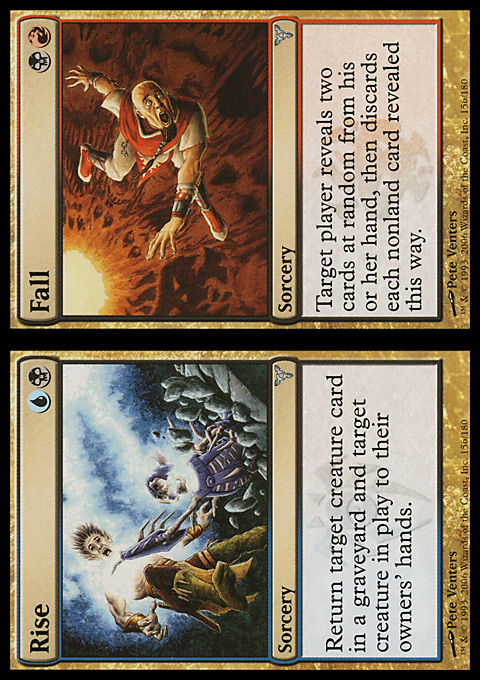 Rise
Sorcery
Return target creature card
in a graveyard and target
creature in play to their
owners' hands.
Pete Venters
™ & © 1993-2006 Wizards of the Coast, Inc. 156/180
Fall
Sorcery
Target player reveals two
cards at random from his
or her hand, then discards
each nonland card revealed
this way.
Pete Venters
™ & © 1993-2006 Wizards of the Coast, Inc. 156/180